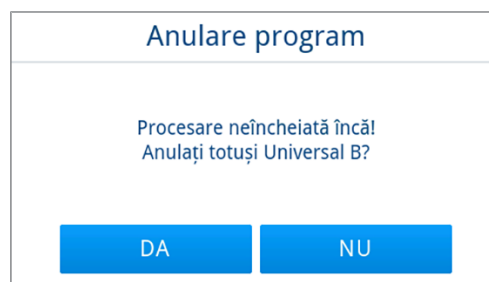 Anulare program
Procesare neîncheiată încă!
Anulați totuși Universal B?
DA
NU